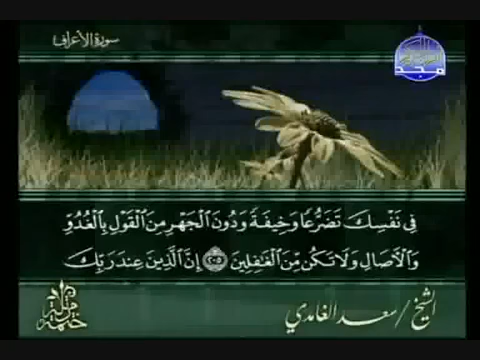 سورة الأعراف
مجد
فِي نَفْسِكَ تَضَرُّعًا وَخِيفَةً وَدُونَ الْجَهْرِ مِنَ الْقَوْلِ بِالْغُدُوِّ
وَالْآصَالِ وَلَا تَكُن مِّنَ الْغَافِلِينَ ۝٢٠٥ إِنَّ الَّذِينَ عِندَ رَبِّكَ
الشيخ / سعد الغامدي